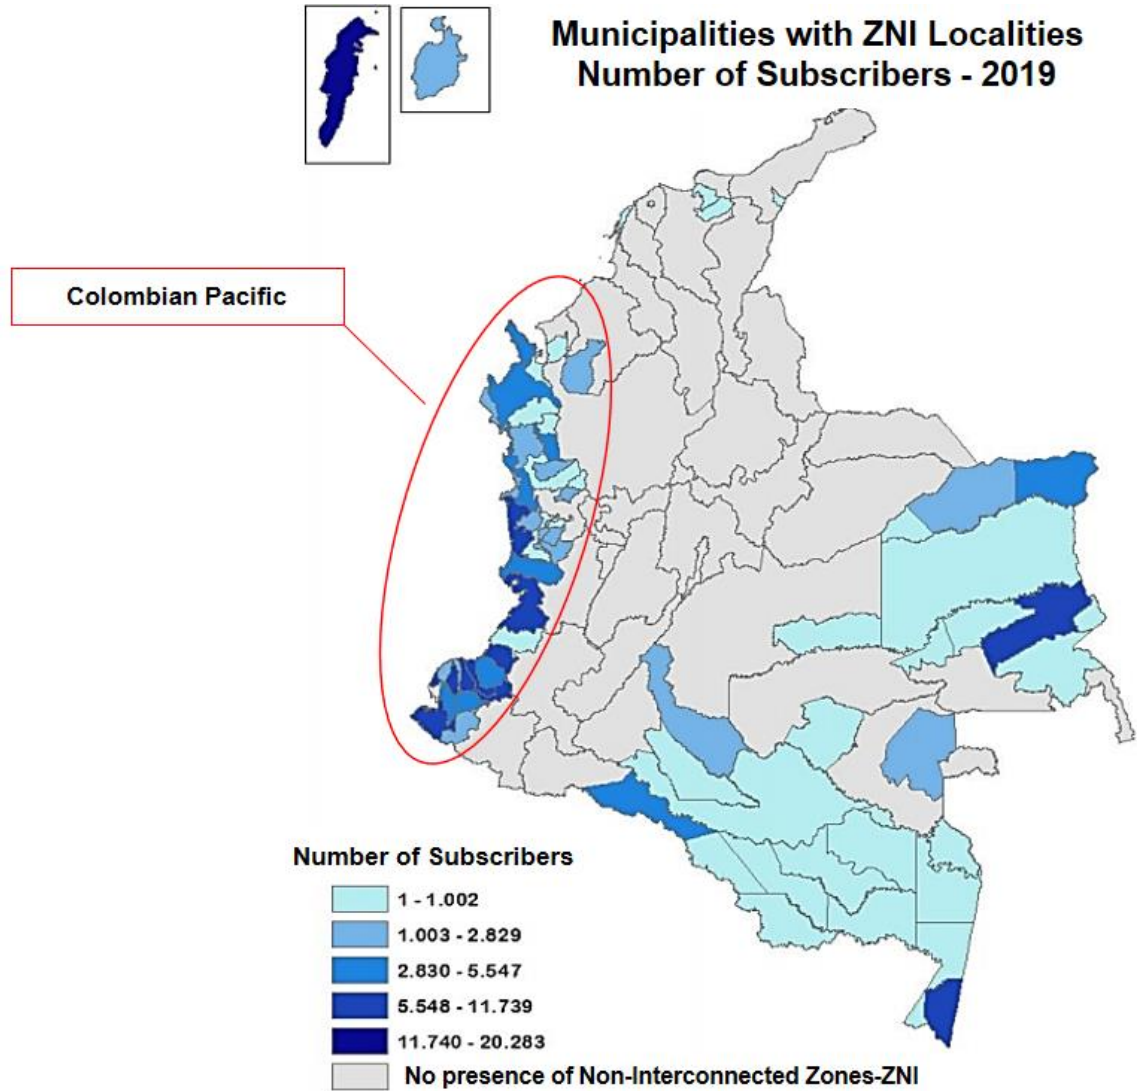 Municipalities with ZNI Localities
Number of Subscribers - 2019
Colombian Pacific
Number of Subscribers
1 - 1.002
1.003 - 2.829
2.830 - 5.547
5.548 - 11.739
11.740 - 20.283
No presence of Non-Interconnected Zones-ZNI